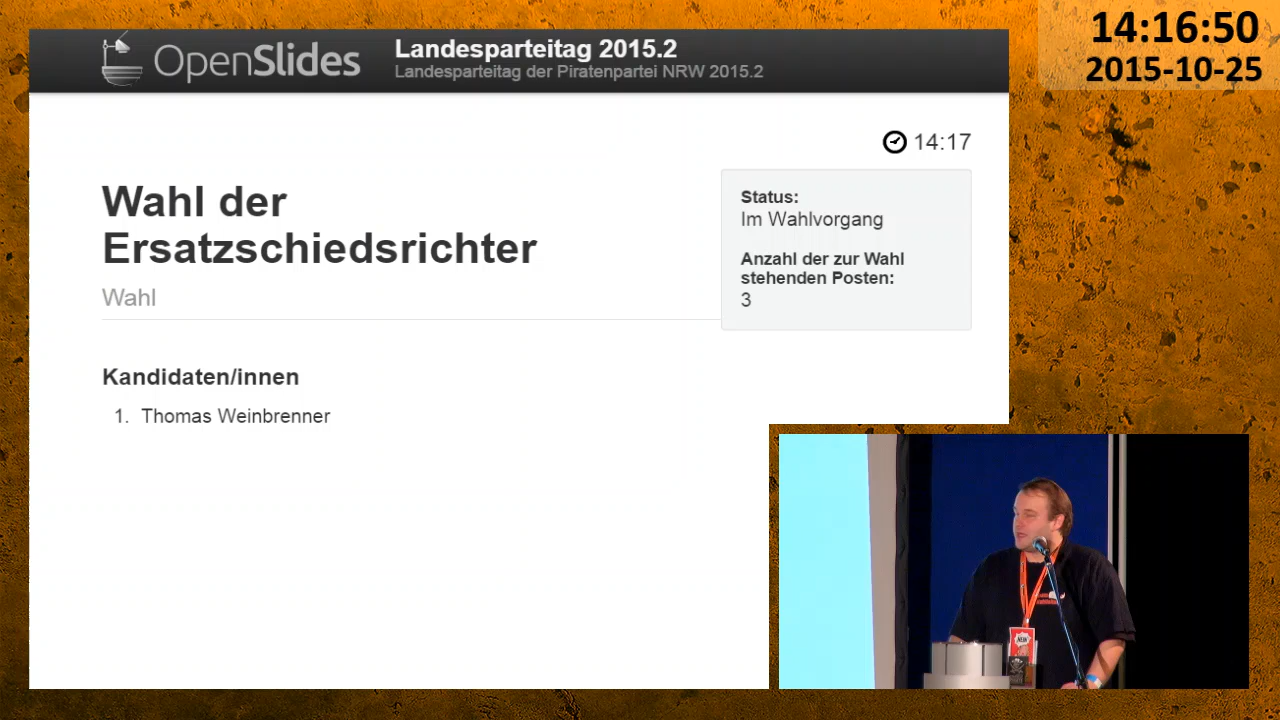 14:16:50
2015-10-25
OpenSlides
Landesparteitag 2015.2
Landesparteitag der Piratenpartei NRW 2015.2
14:17
Wahl der
Ersatzschiedsrichter
Wahl
Status:
Im Wahlvorgang
Anzahl der zur Wahl
stehenden Posten:
3
Kandidaten/innen
1. Thomas Weinbrenner